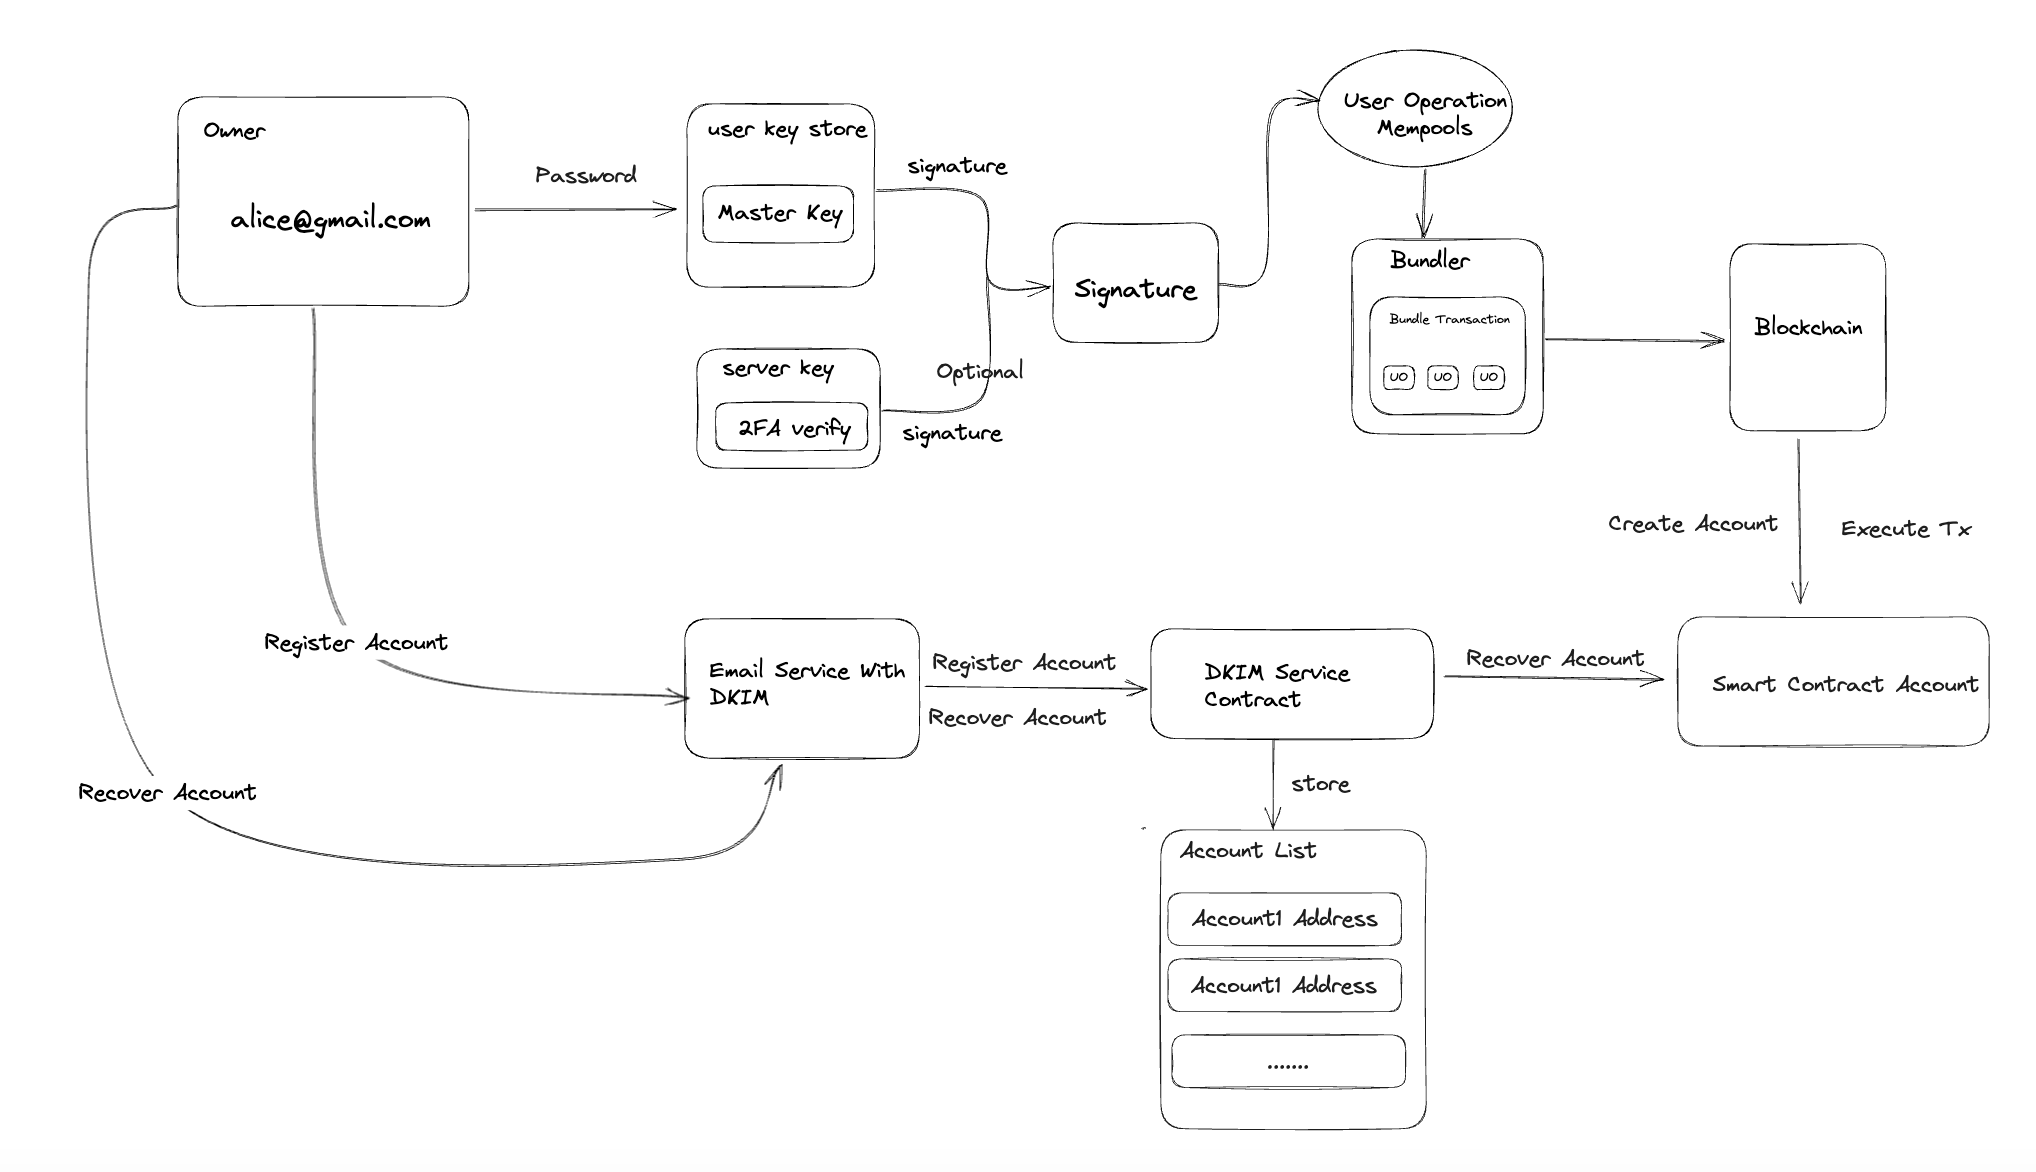 Owner
alice@gmail.com
Password
user key store
Master Key
signature
server key
2FA verify
Optional
signature
Signature
User Operation
Mempools
Bundler
Bundle Transaction
UO UO UO
Blockchain
Create Account
Execute Tx
Register Account
Recover Account
Email Service With
DKIM
Register Account
Recover Account
DKIM Service
Contract
Recover Account
Smart Contract Account
store
Account List
Account1 Address
Account1 Address
.......